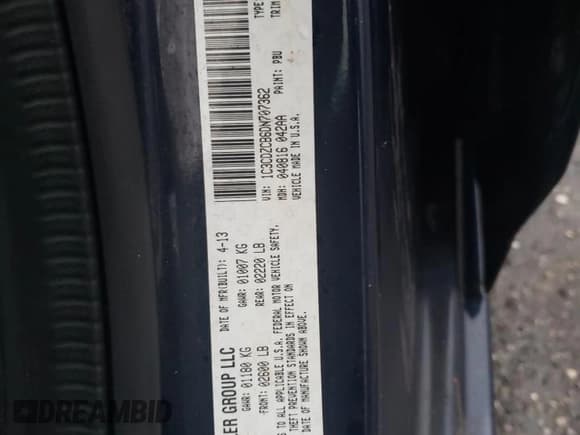 LER GROUP LLC
DATE OF MFR(BUILT): 4-13
GAWR: 01180 KG
GAWR: 01007 KG
FRONT: 02600 LB
REAR: 02220 LB
TO ALL APPLICABLE U.S.A. FEDERAL MOTOR VEHICLE SAFETY,
THEFT PREVENTION STANDARDS IN EFFECT ON
OF MANUFACTURE SHOWN ABOVE.
VIN: 1C3CDZCB6DN707362
TYPE
MDH: 040816 042AA
PAINT: PBU
TRIM
VEHICLE MADE IN U.S.A.
DREAMBID